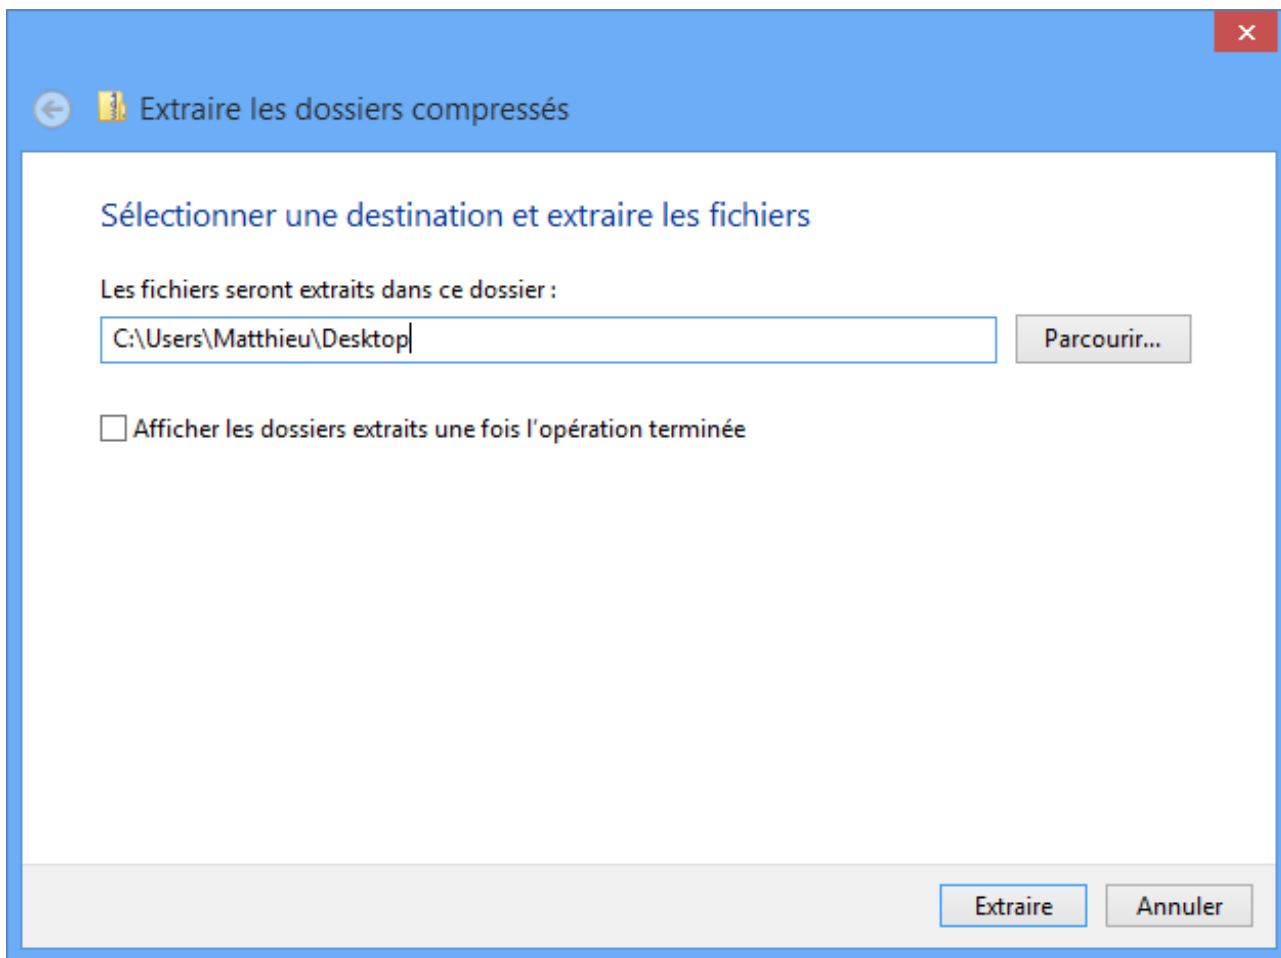 Extraire les dossiers compressés
Sélectionner une destination et extraire les fichiers
Les fichiers seront extraits dans ce dossier :
C:\Users\Matthieu\Desktop
Parcourir...
Afficher les dossiers extraits une fois l'opération terminée
Extraire
Annuler